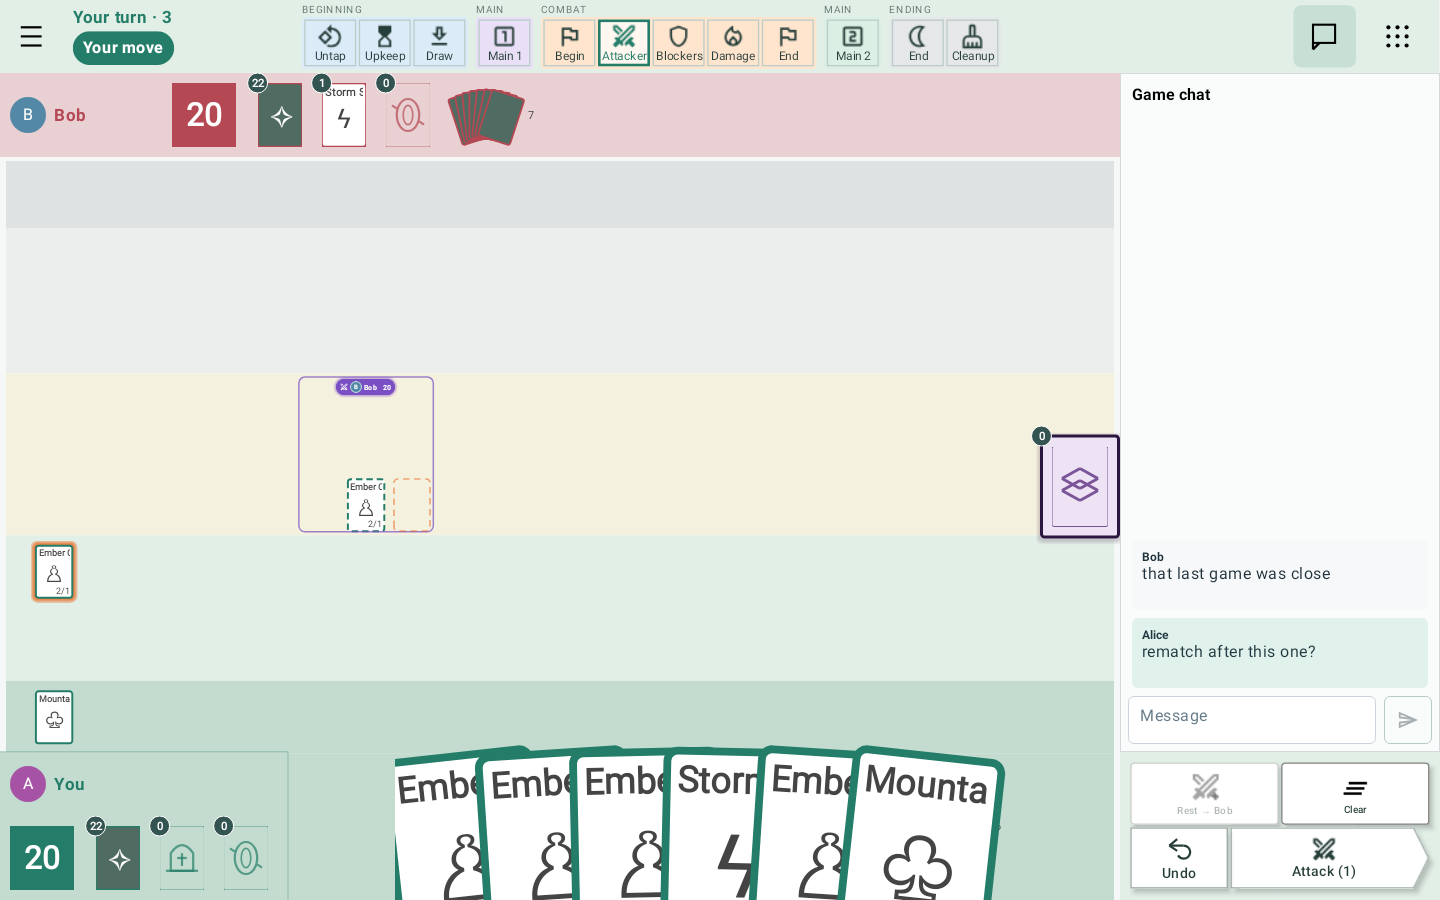 Your turn · 3
Your move
BEGINNING
Untap
Upkeep
Draw
MAIN
1
Main 1
COMBAT
Begin
Attacker
Blockers
Damage
End
MAIN
2
Main 2
ENDING
End
Cleanup
B
Bob
20
22
1
Storm S
0
7
Game chat
B Bob 20
Ember C
2/1
0
Ember C
2/1
Mounta
Bob
that last game was close
Alice
rematch after this one?
Message
A
You
20
22
0
0
Embe
Embe
Embe
Storm
Embe
Mounta
Rest → Bob
Clear
Undo
Attack (1)